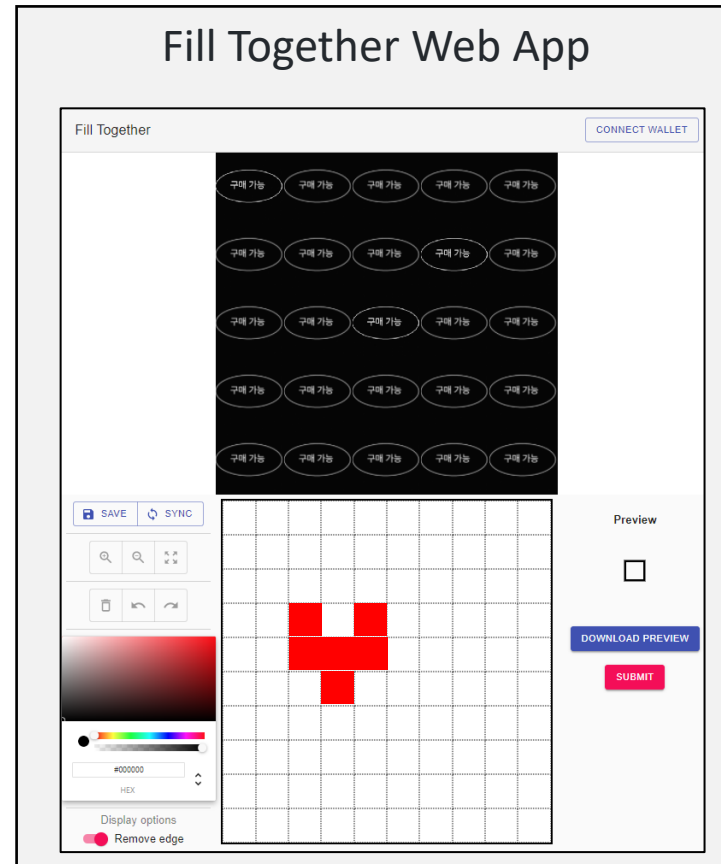 Fill Together Web App
Fill Together
CONNECT WALLET
구매 가능 구매 가능 구매 가능 구매 가능 구매 가능
구매 가능 구매 가능 구매 가능 구매 가능 구매 가능
구매 가능 구매 가능 구매 가능 구매 가능 구매 가능
구매 가능 구매 가능 구매 가능 구매 가능 구매 가능
구매 가능 구매 가능 구매 가능 구매 가능 구매 가능
SAVE SYNC
Preview
DOWNLOAD PREVIEW
SUBMIT
#000000
HEX
Display options
Remove edge